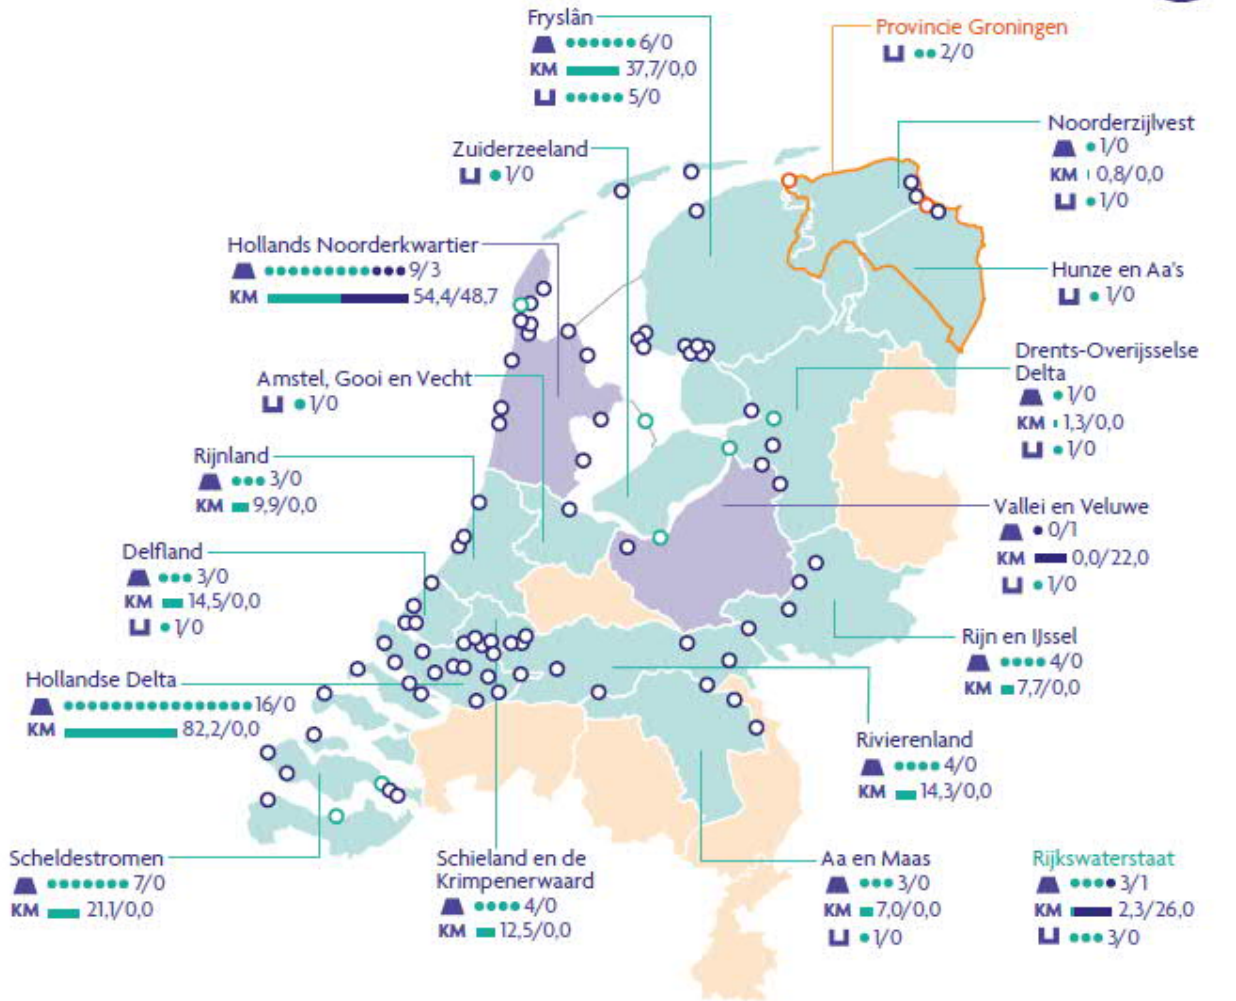 Fryslân
6/0
KM 37,7/0,0
5/0
Provincie Groningen
2/0
Noorderzijlvest
1/0
KM 0,8/0,0
1/0
Zuiderzeeland
1/0
Hollands Noorderkwartier
9/3
KM 54,4/48,7
Hunze en Aa's
1/0
Drents-Overijsselse
Delta
1/0
KM 1,3/0,0
1/0
Amstel, Gooi en Vecht
1/0
Rijnland
3/0
KM 9,9/0,0
Vallei en Veluwe
0/1
KM 0,0/22,0
1/0
Delfland
3/0
KM 14,5/0,0
1/0
Rijn en IJssel
4/0
KM 7,7/0,0
Hollandse Delta
16/0
KM 82,2/0,0
Rivierenland
4/0
KM 14,3/0,0
Scheldestromen
7/0
KM 21,1/0,0
Schieland en de
Krimpenerwaard
4/0
KM 12,5/0,0
Aa en Maas
3/0
KM 7,0/0,0
1/0
Rijkswaterstaat
3/1
KM 2,3/26,0
3/0